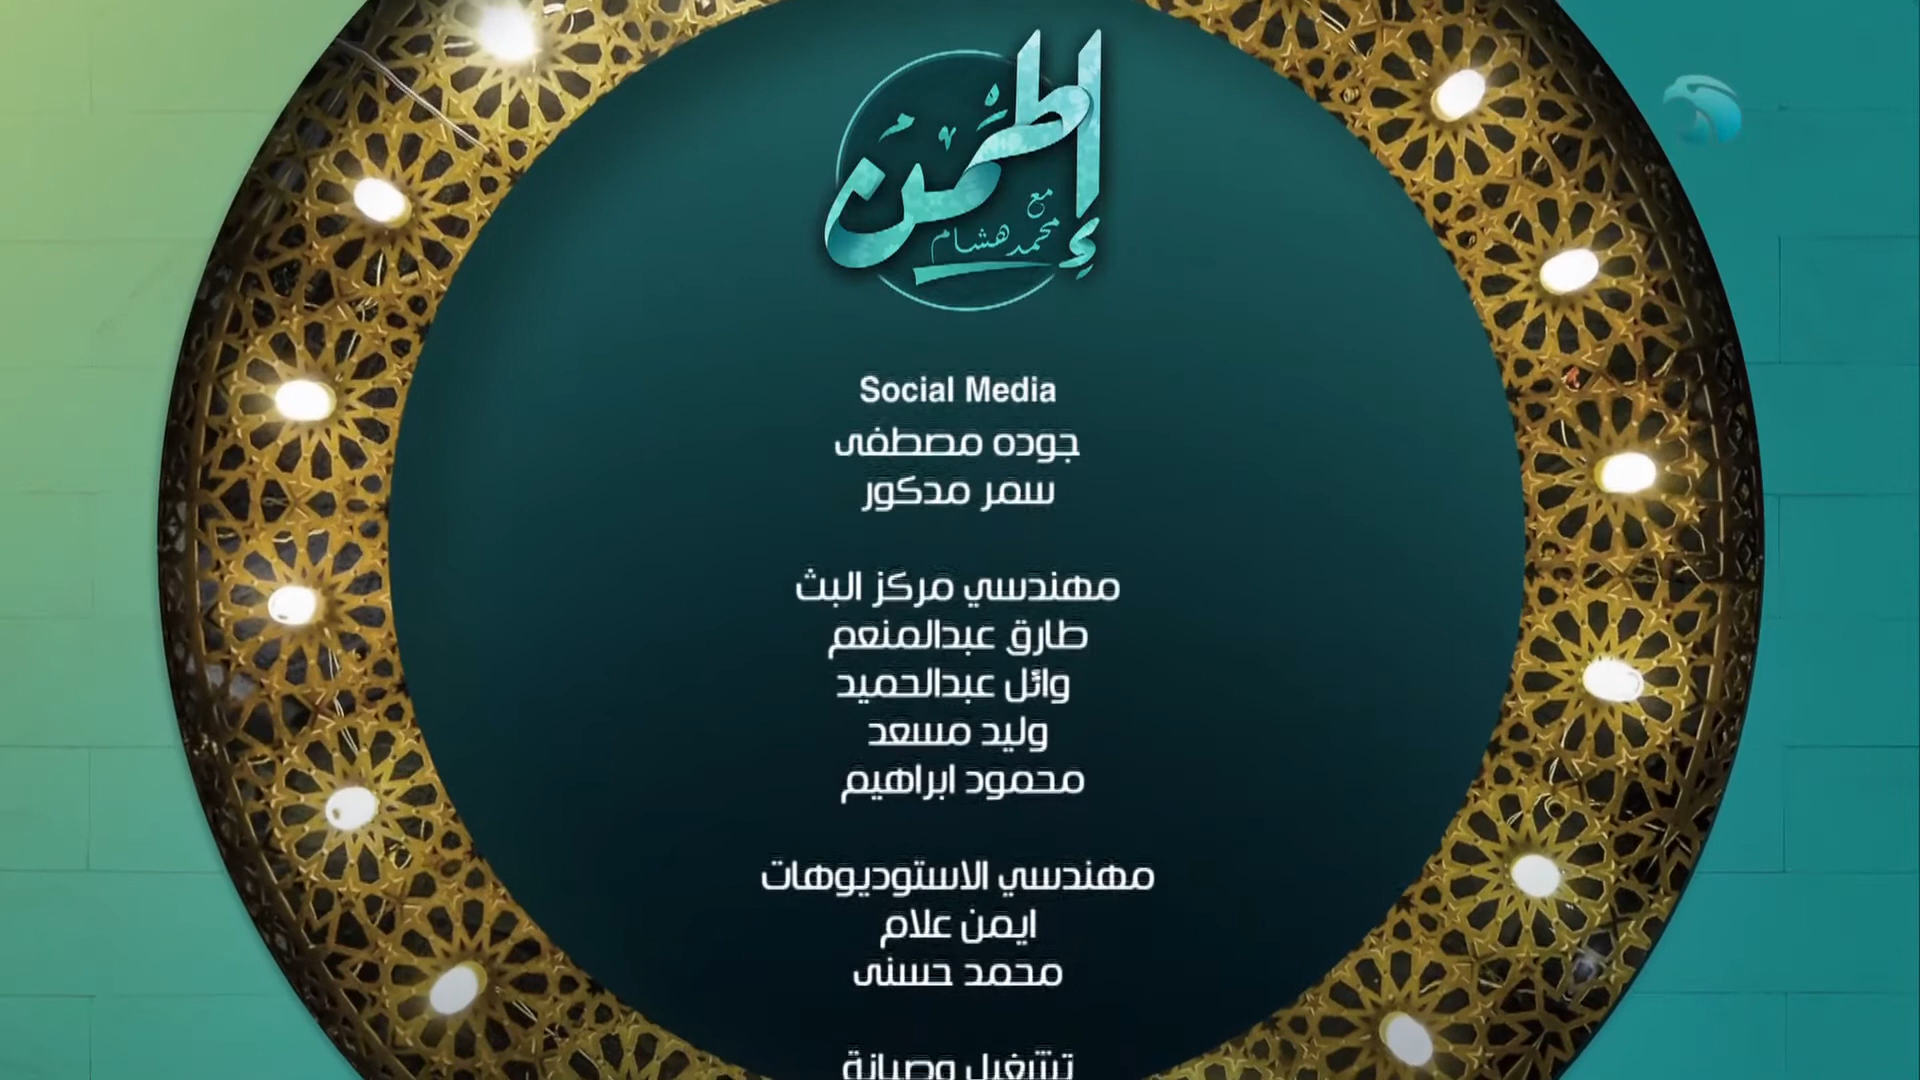 إطمن
مع
محمد هشام
Social Media
جوده مصطفى
سمر مدكور
مهندسي مركز البث
طارق عبدالمنعم
وائل عبدالحميد
وليد مسعد
محمود ابراهيم
مهندسي الاستوديوهات
ايمن علام
محمد حسنى
تشغيل وصيانة